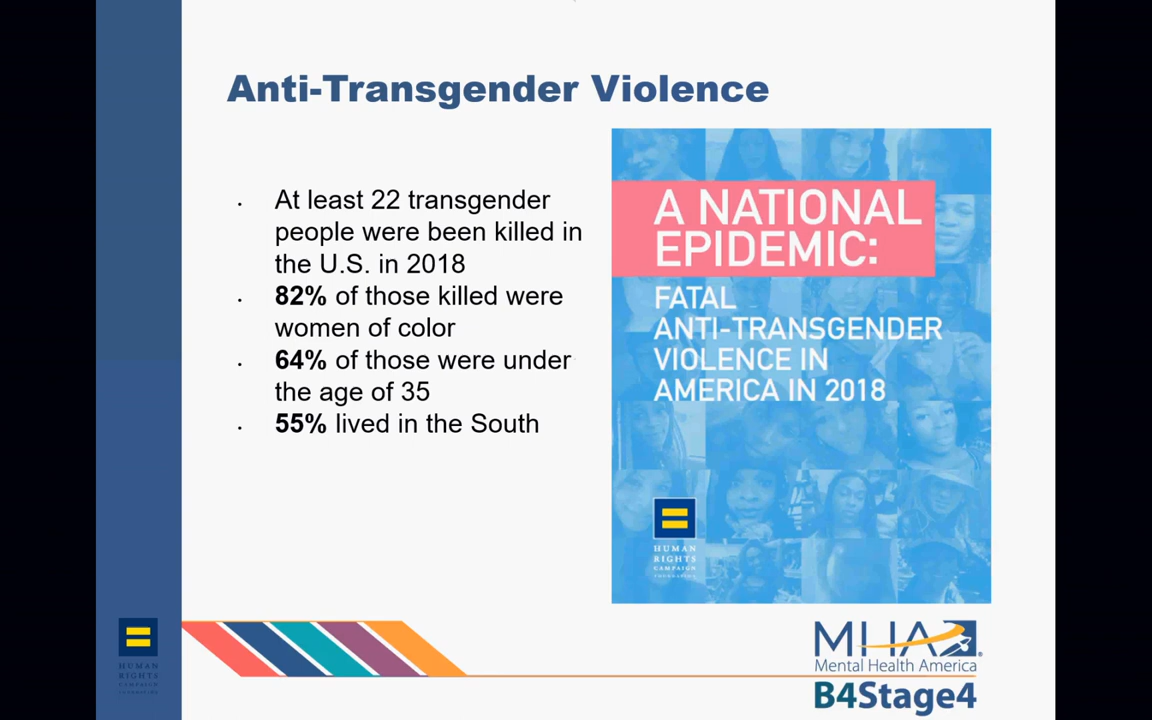 Anti-Transgender Violence
· At least 22 transgender
people were been killed in
the U.S. in 2018
· 82% of those killed were
women of color
· 64% of those were under
the age of 35
· 55% lived in the South
A NATIONAL
EPIDEMIC:
FATAL
ANTI-TRANSGENDER
VIOLENCE IN
AMERICA IN 2018
HUMAN
RIGHTS
CAMPAIGN
FOUNDATION
HUMAN
RIGHTS
CAMPAIGN
FOUNDATION
MHA®
Mental Health America
B4Stage4